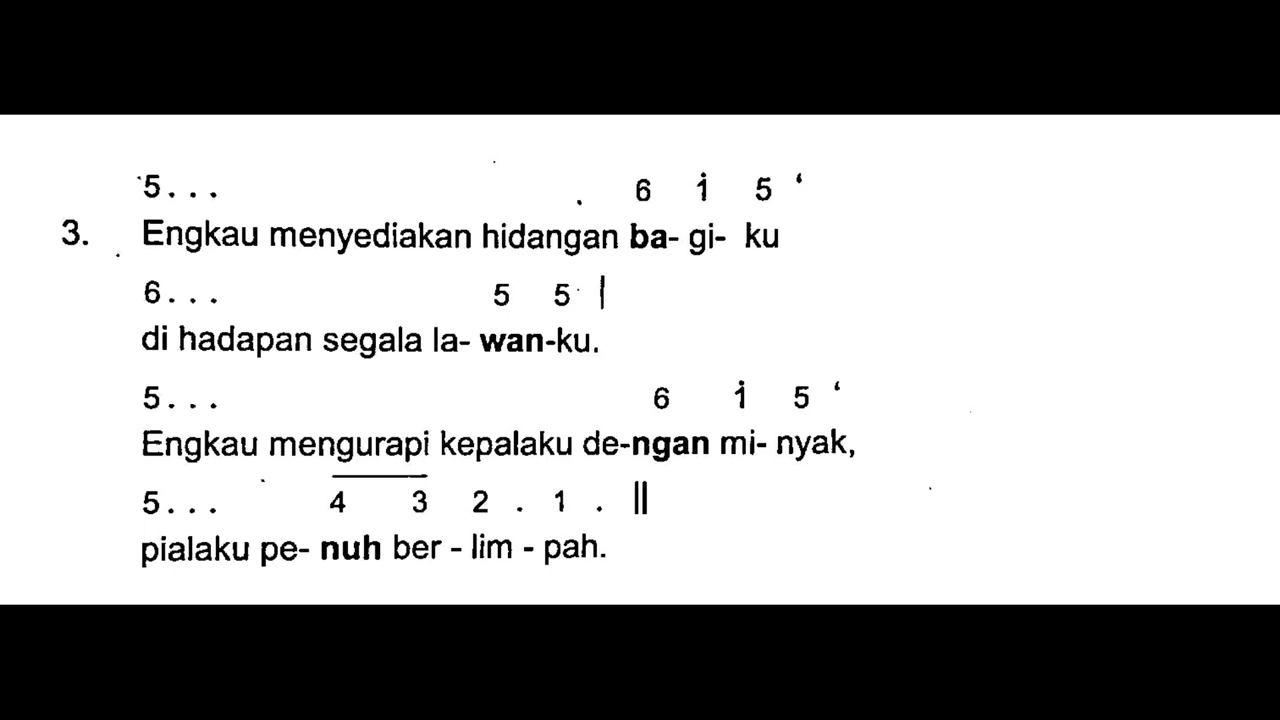 5... 6 1̇ 5 ‘
3. Engkau menyediakan hidangan ba- gi- ku
6... 5 5 |
di hadapan segala la- wan-ku.
5... 6 1̇ 5 ‘
Engkau mengurapi kepalaku de-ngan mi- nyak,
5... 4 3 2 . 1 . ||
pialaku pe- nuh ber - lim - pah.